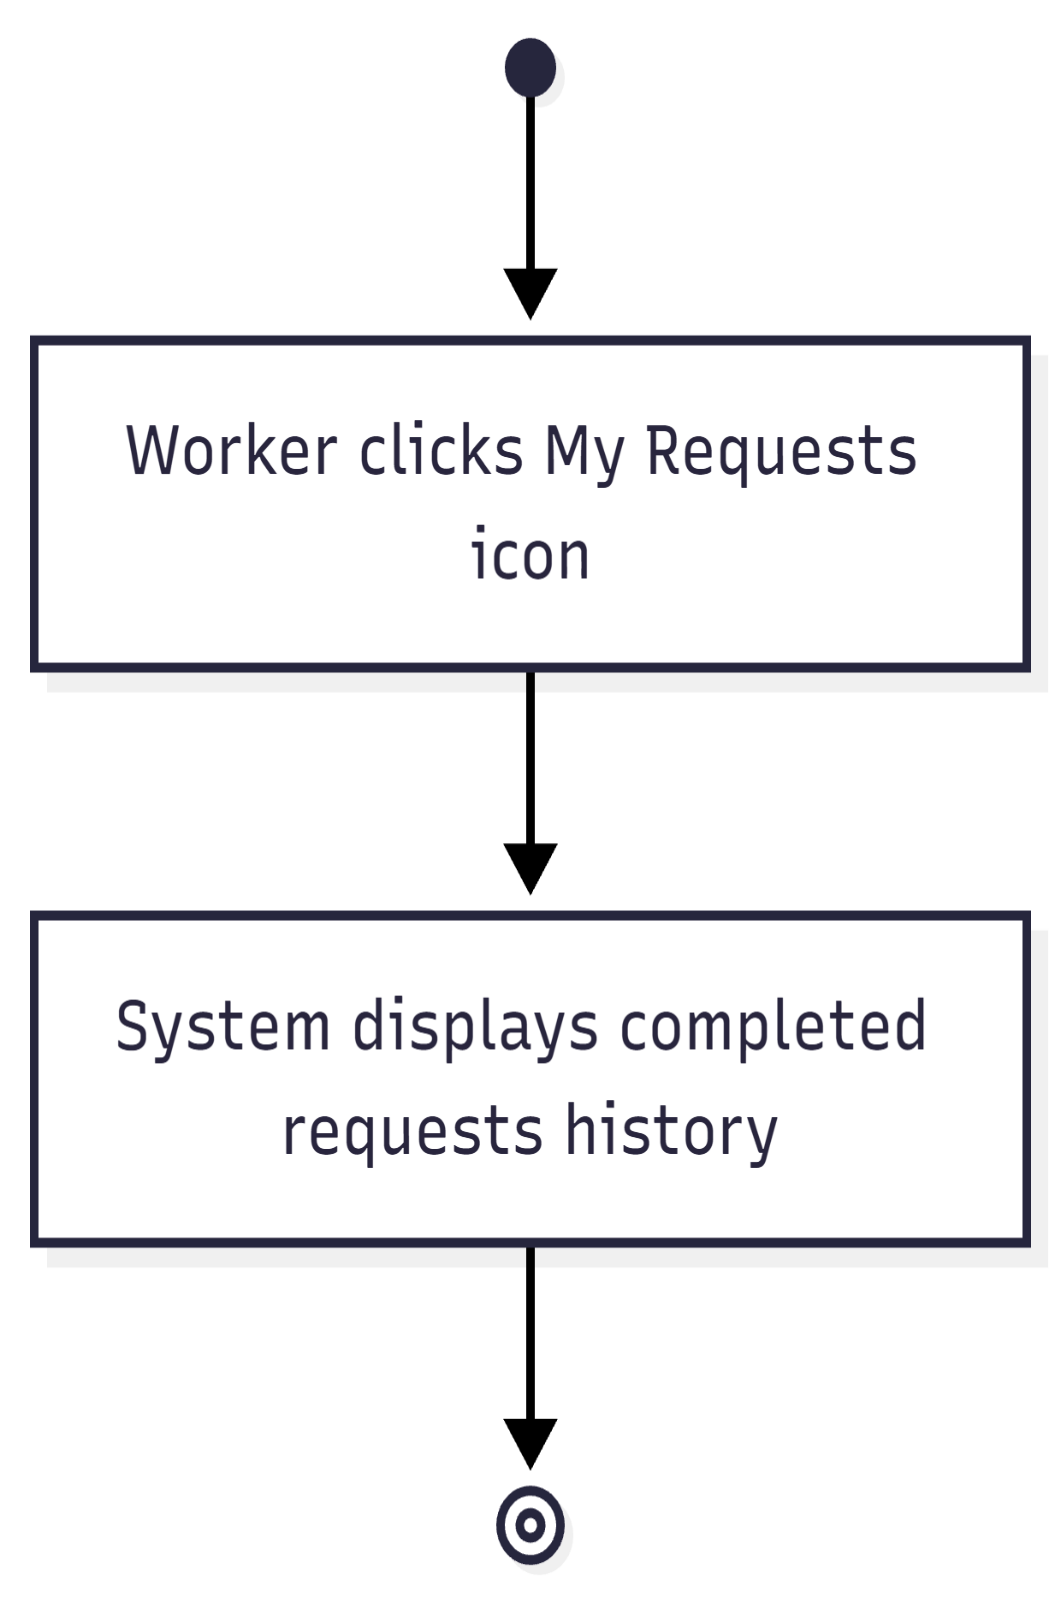 Worker clicks My Requests
icon
System displays completed
requests history